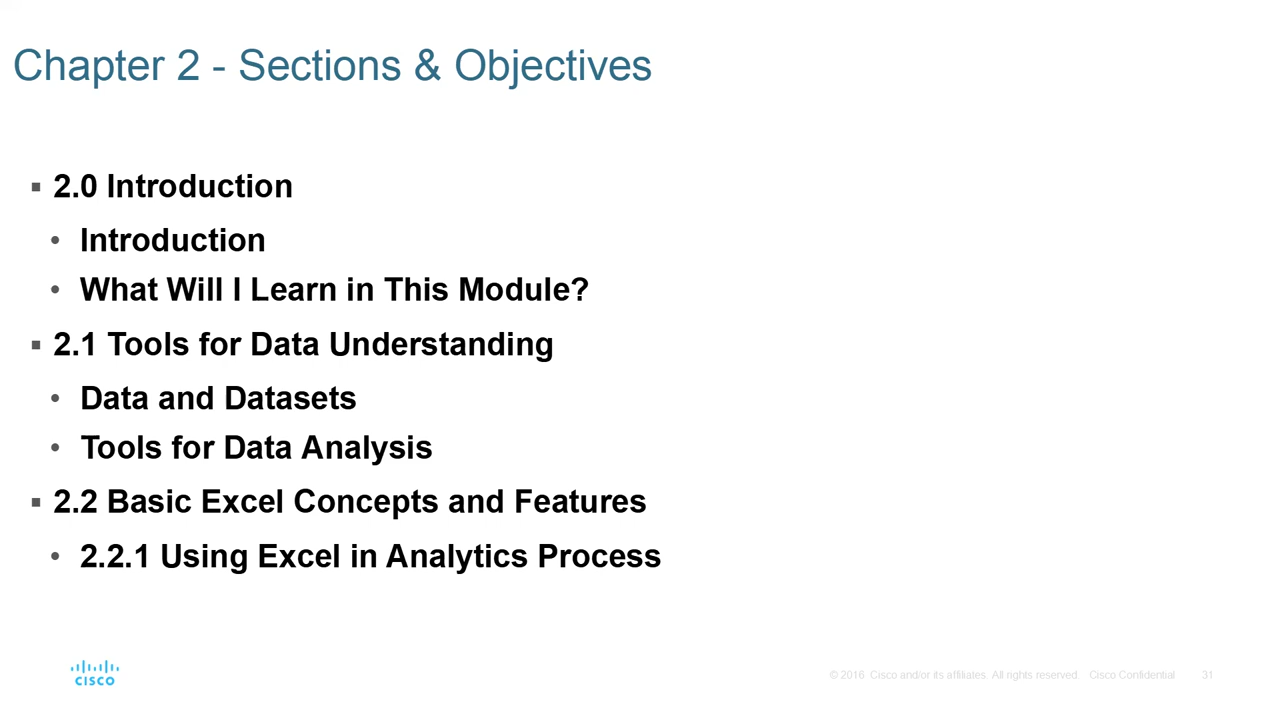 Chapter 2 - Sections & Objectives
▪ 2.0 Introduction
• Introduction
• What Will I Learn in This Module?
▪ 2.1 Tools for Data Understanding
• Data and Datasets
• Tools for Data Analysis
▪ 2.2 Basic Excel Concepts and Features
• 2.2.1 Using Excel in Analytics Process
CISCO
© 2016 Cisco and/or its affiliates. All rights reserved. Cisco Confidential 31